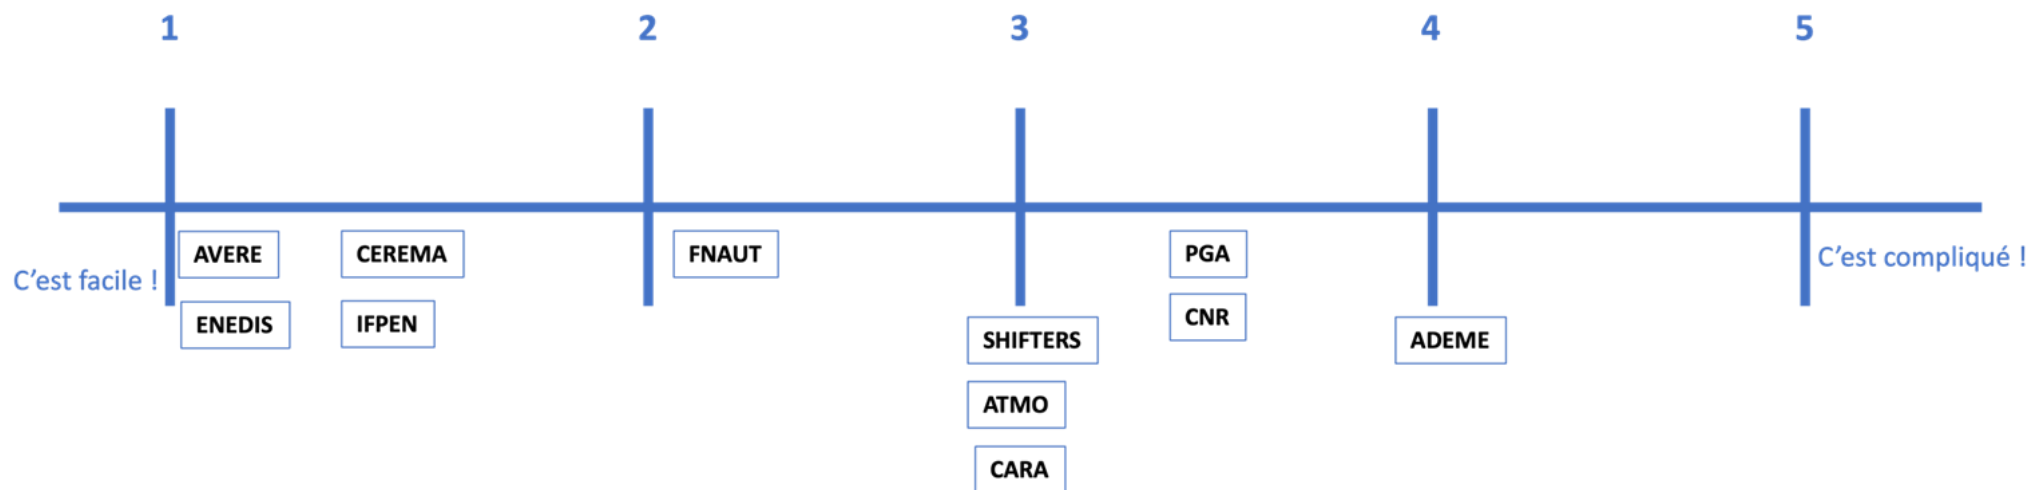 1 2 3 4 5
AVERE CEREMA FNAUT PGA
C'est facile ! C'est compliqué !
ENEDIS IFPEN CNR
SHIFTERS ADEME
ATMO
CARA